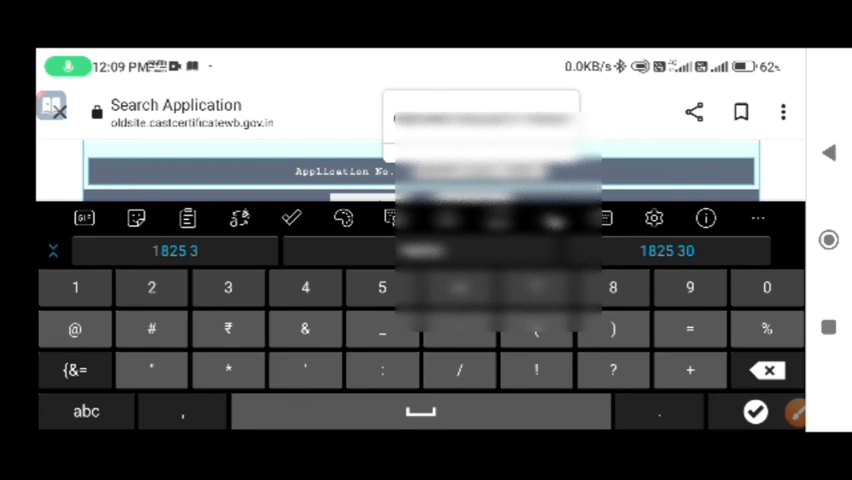 12:09 PM
0.0KB/s
62%
Search Application
oldsite.castcertificatewb.gov.in
Application No.
GIF
1825 3
1825 30
1 2 3 4 5 8 9 0
@ # ₹ & _ ( ) = %
{&= " * ' : / ! ? +
abc , .